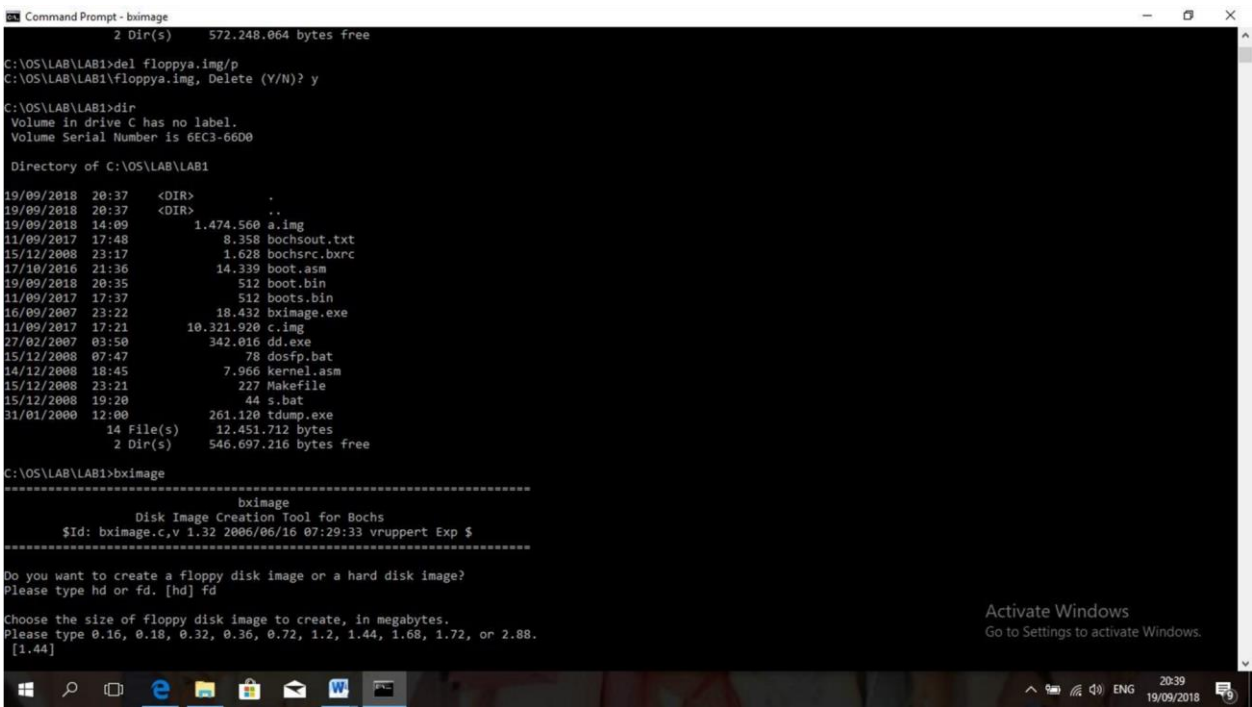 Command Prompt - bximage
2 Dir(s) 572.248.064 bytes free
C:\OS\LAB\LAB1>del floppya.img/p
C:\OS\LAB\LAB1\floppya.img, Delete (Y/N)? y
C:\OS\LAB\LAB1>dir
Volume in drive C has no label.
Volume Serial Number is 6EC3-66D0
Directory of C:\OS\LAB\LAB1
19/09/2018 20:37 <DIR> .
19/09/2018 20:37 <DIR> ..
19/09/2018 14:09 1.474.560 a.img
11/09/2017 17:48 8.358 bochsout.txt
15/12/2008 23:17 1.628 bochsrc.bxrc
17/10/2016 21:36 14.339 boot.asm
19/09/2018 20:35 512 boot.bin
11/09/2017 17:37 512 boots.bin
16/09/2007 23:22 18.432 bximage.exe
11/09/2017 17:21 10.321.920 c.img
27/02/2007 03:50 342.016 dd.exe
15/12/2008 07:47 78 dosfp.bat
14/12/2008 18:45 7.966 kernel.asm
15/12/2008 23:21 227 Makefile
15/12/2008 19:20 44 s.bat
31/01/2000 12:00 261.120 tdump.exe
14 File(s) 12.451.712 bytes
2 Dir(s) 546.697.216 bytes free
C:\OS\LAB\LAB1>bximage
========================================================================
bximage
Disk Image Creation Tool for Bochs
$Id: bximage.c,v 1.32 2006/06/16 07:29:33 vruppert Exp $
========================================================================
Do you want to create a floppy disk image or a hard disk image?
Please type hd or fd. [hd] fd
Choose the size of floppy disk image to create, in megabytes.
Please type 0.16, 0.18, 0.32, 0.36, 0.72, 1.2, 1.44, 1.68, 1.72, or 2.88.
[1.44]
Activate Windows
Go to Settings to activate Windows.
ENG
20:39
19/09/2018
9